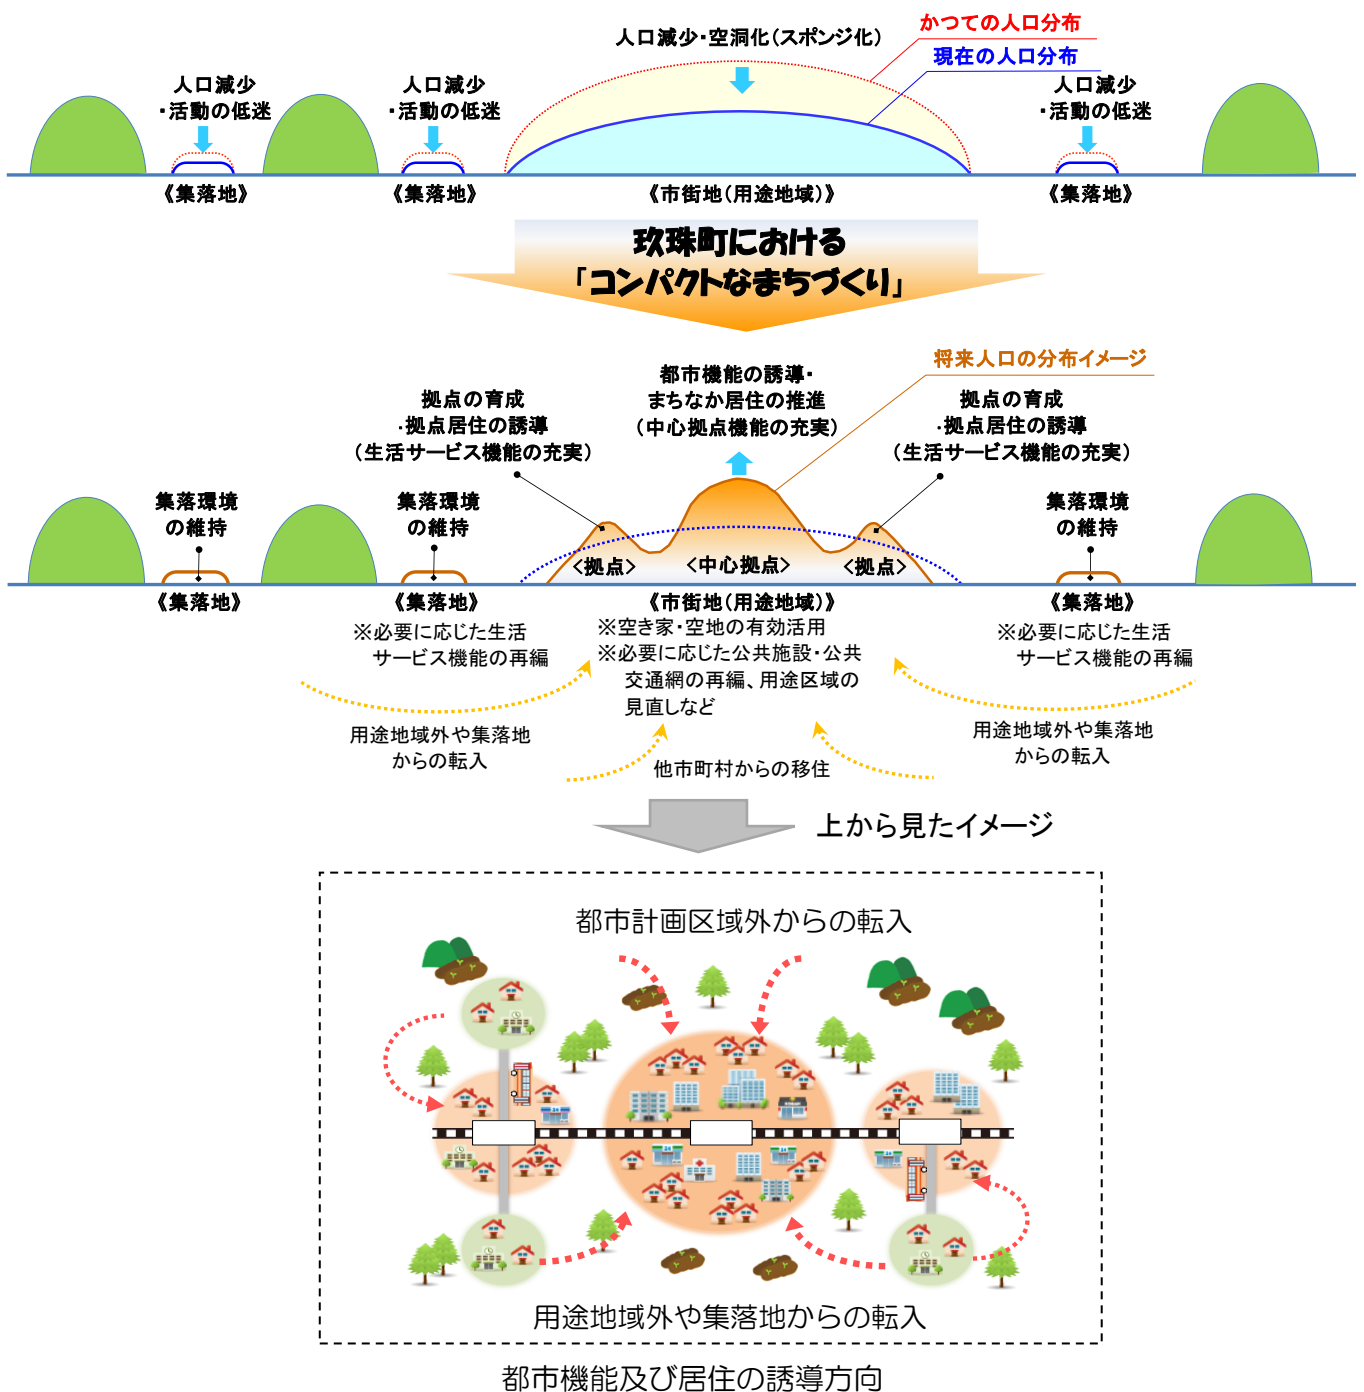 かつての人口分布
人口減少・空洞化（スポンジ化）
現在の人口分布
人口減少
・活動の低迷
人口減少
・活動の低迷
人口減少
・活動の低迷
《集落地》
《集落地》
《市街地（用途地域）》
《集落地》
玖珠町における
「コンパクトなまちづくり」
将来人口の分布イメージ
都市機能の誘導・
まちなか居住の推進
（中心拠点機能の充実）
拠点の育成
・拠点居住の誘導
（生活サービス機能の充実）
拠点の育成
・拠点居住の誘導
（生活サービス機能の充実）
集落環境
の維持
集落環境
の維持
集落環境
の維持
<拠点>
<中心拠点>
<拠点>
《集落地》
《集落地》
《市街地（用途地域）》
《集落地》
※必要に応じた生活
サービス機能の再編
※空き家・空地の有効活用
※必要に応じた公共施設・公共
交通網の再編、用途区域の
見直しなど
※必要に応じた生活
サービス機能の再編
用途地域外や集落地
からの転入
用途地域外や集落地
からの転入
他市町村からの移住
上から見たイメージ
都市計画区域外からの転入
用途地域外や集落地からの転入
都市機能及び居住の誘導方向